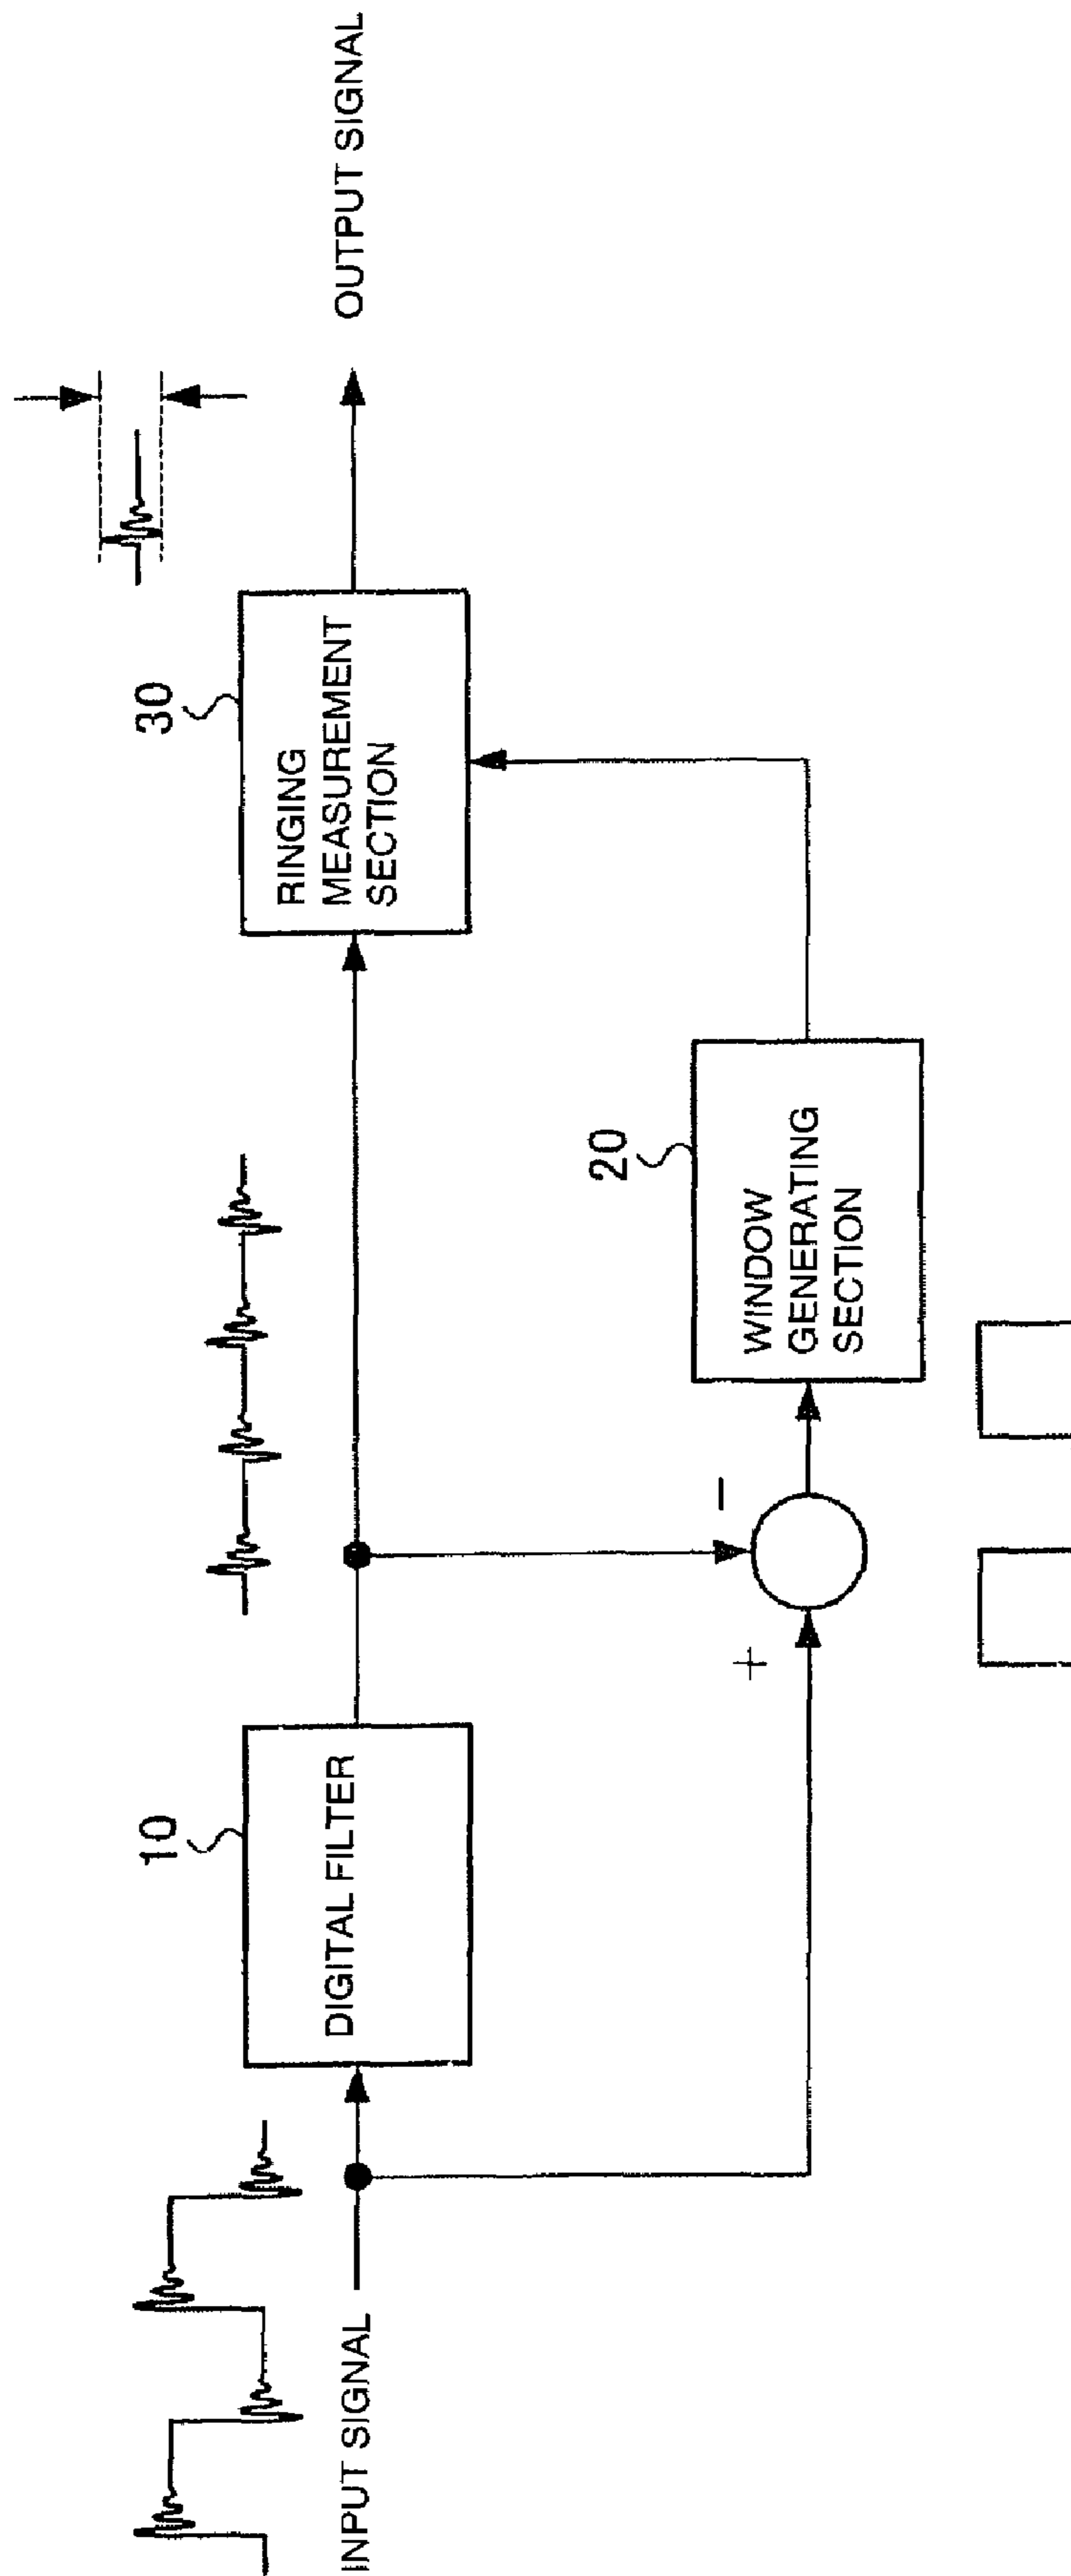 INPUT SIGNAL
10
DIGITAL FILTER
+
−
20
WINDOW
GENERATING
SECTION
30
RINGING
MEASUREMENT
SECTION
OUTPUT SIGNAL